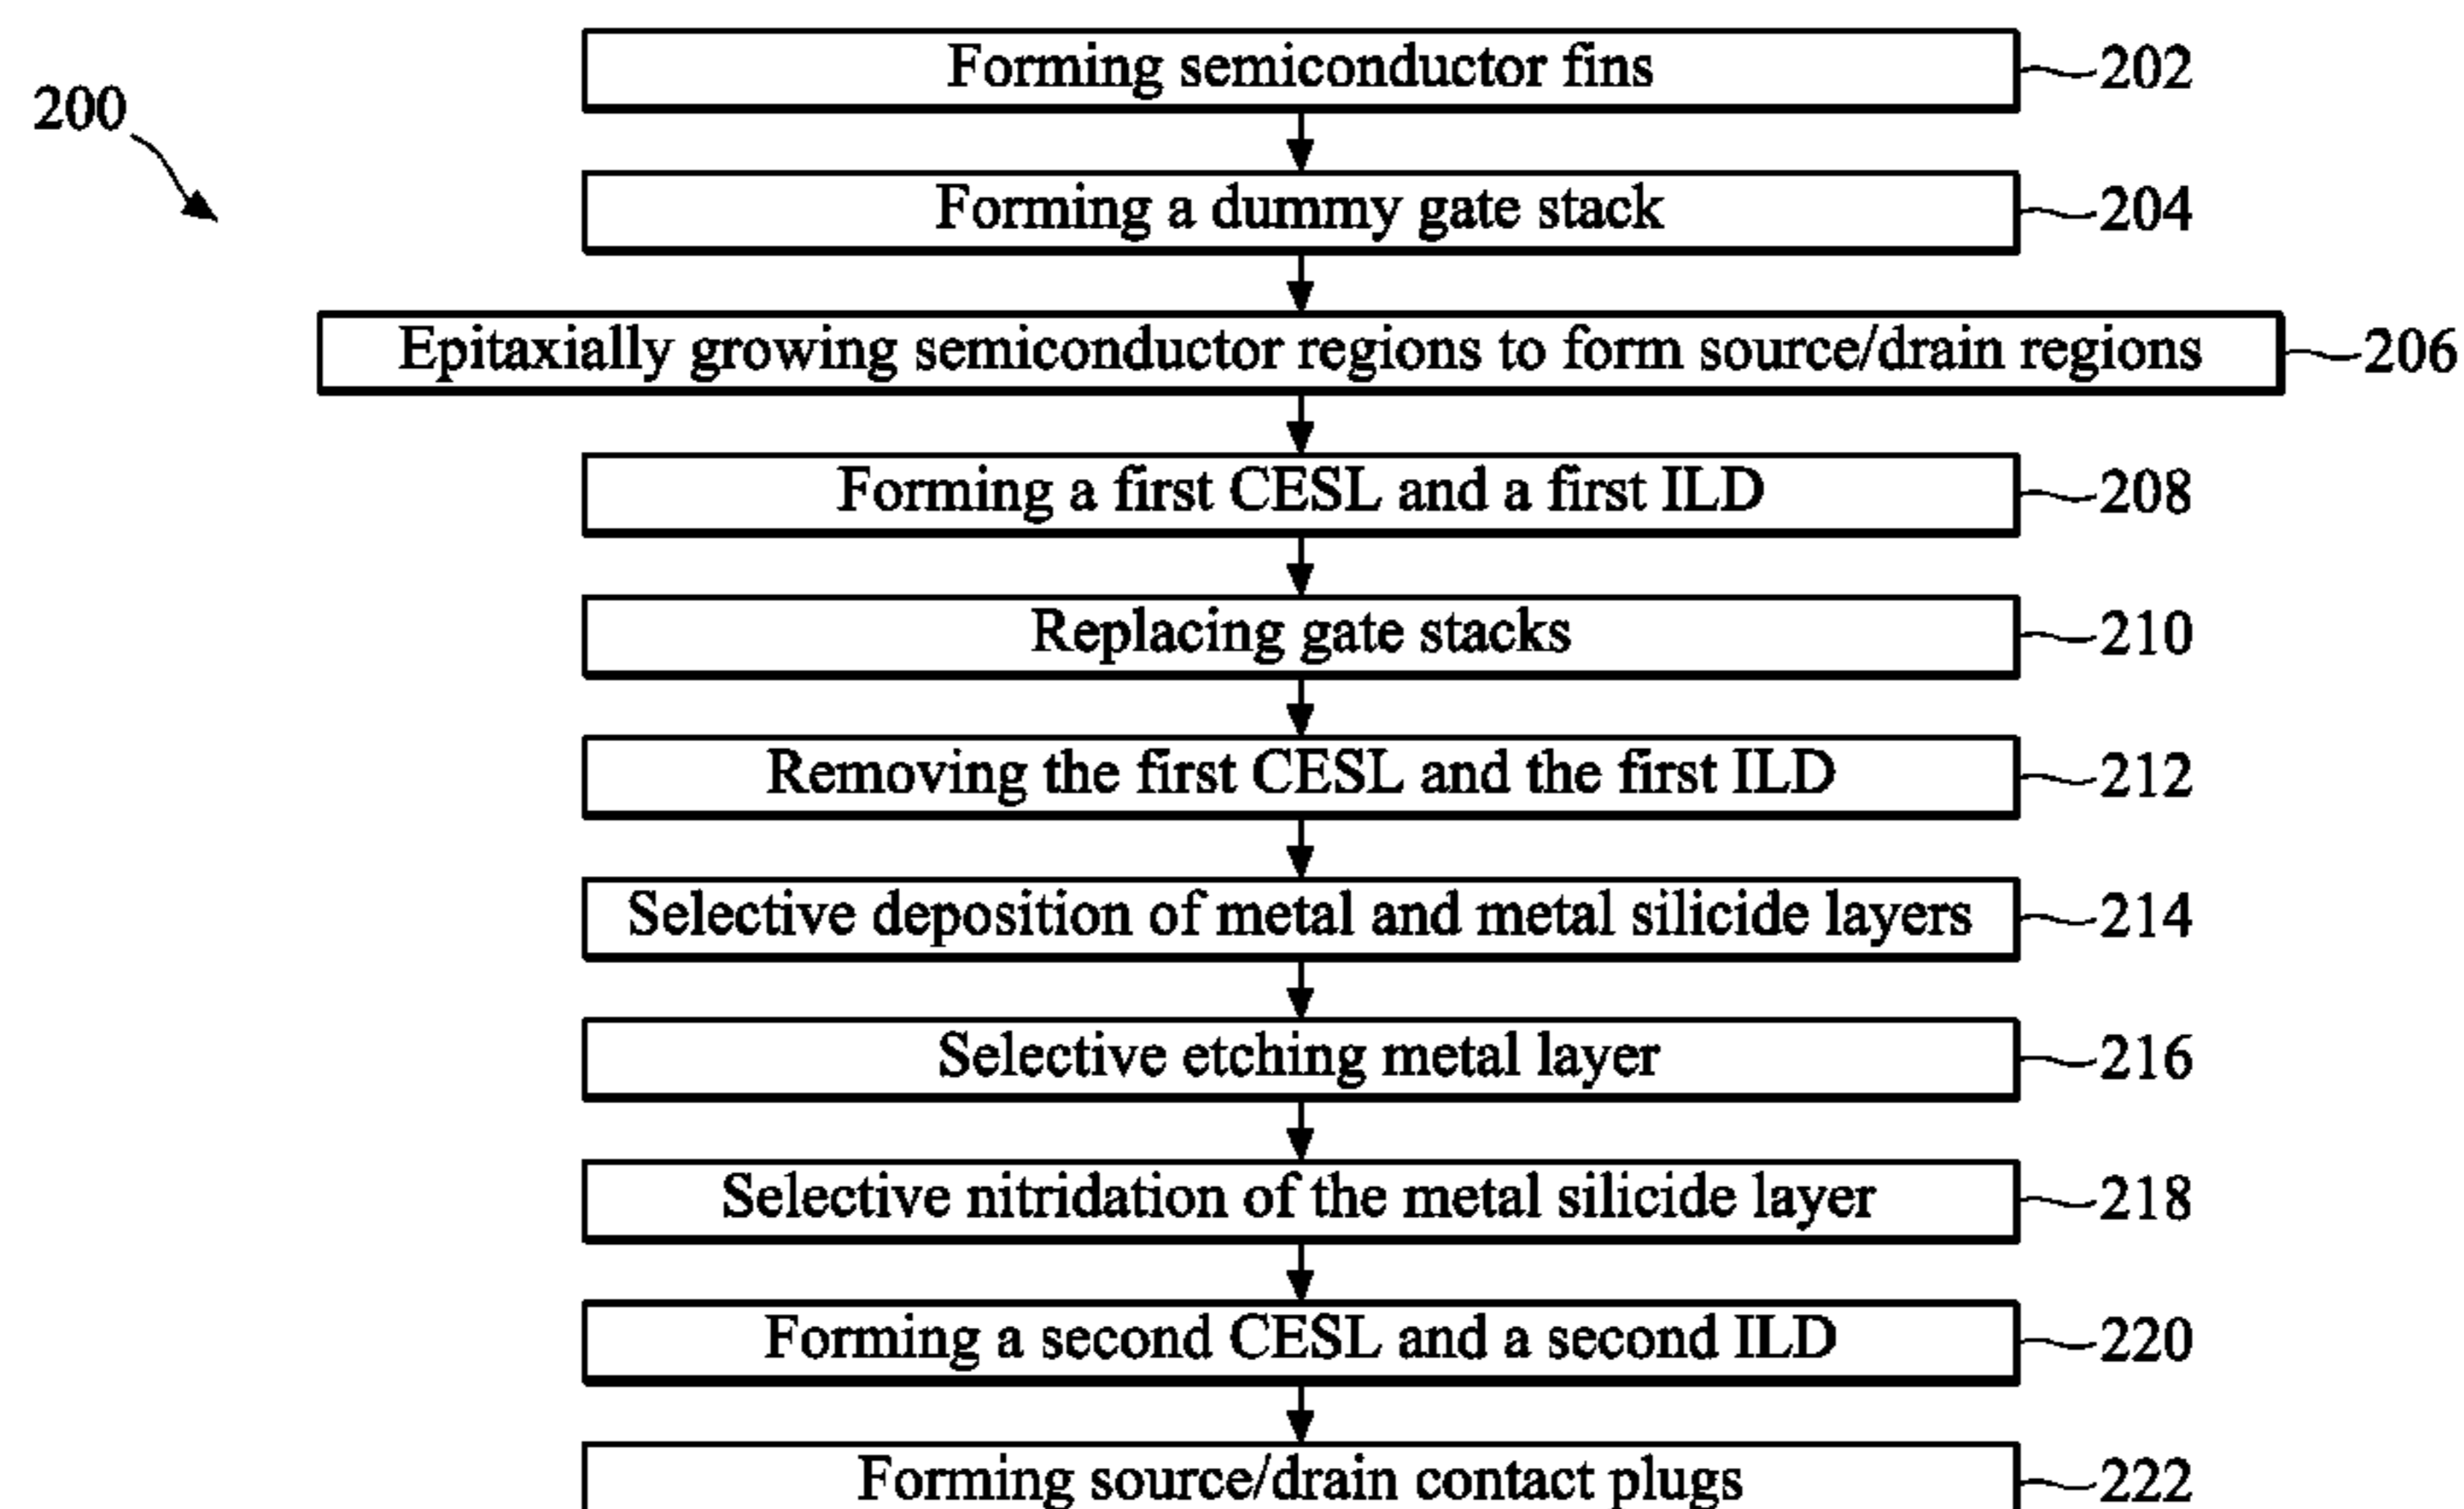 200
Forming semiconductor fins 202
Forming a dummy gate stack 204
Epitaxially growing semiconductor regions to form source/drain regions 206
Forming a first CESL and a first ILD 208
Replacing gate stacks 210
Removing the first CESL and the first ILD 212
Selective deposition of metal and metal silicide layers 214
Selective etching metal layer 216
Selective nitridation of the metal silicide layer 218
Forming a second CESL and a second ILD 220
Forming source/drain contact plugs 222